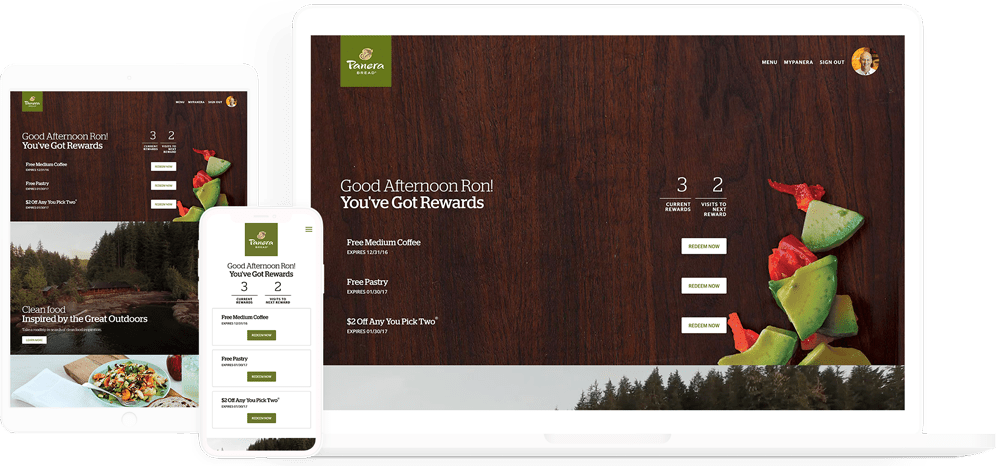 Panera
BREAD®
MENU MYPANERA SIGN OUT
Good Afternoon Ron!
You've Got Rewards
3 2
CURRENT REWARDS
VISITS TO NEXT REWARD
Free Medium Coffee
EXPIRES 12/31/16
REDEEM NOW
Free Pastry
EXPIRES 01/30/17
REDEEM NOW
$2 Off Any You Pick Two®
EXPIRES 01/30/17
REDEEM NOW
Clean food
Inspired by the Great Outdoors
LEARN MORE
Panera
BREAD®
Good Afternoon Ron!
You've Got Rewards
3 2
CURRENT
REWARDS
VISITS TO
NEXT REWARD
Free Medium Coffee
EXPIRES 12/31/16
REDEEM NOW
Free Pastry
EXPIRES 01/30/17
REDEEM NOW
$2 Off Any You Pick Two®
EXPIRES 01/30/17
REDEEM NOW
Panera
BREAD®
MENU MYPANERA SIGN OUT
Good Afternoon Ron!
You've Got Rewards
3 2
CURRENT
REWARDS
VISITS TO
NEXT
REWARD
Free Medium Coffee
EXPIRES 12/31/16
REDEEM NOW
Free Pastry
EXPIRES 01/30/17
REDEEM NOW
$2 Off Any You Pick Two®
EXPIRES 01/30/17
REDEEM NOW